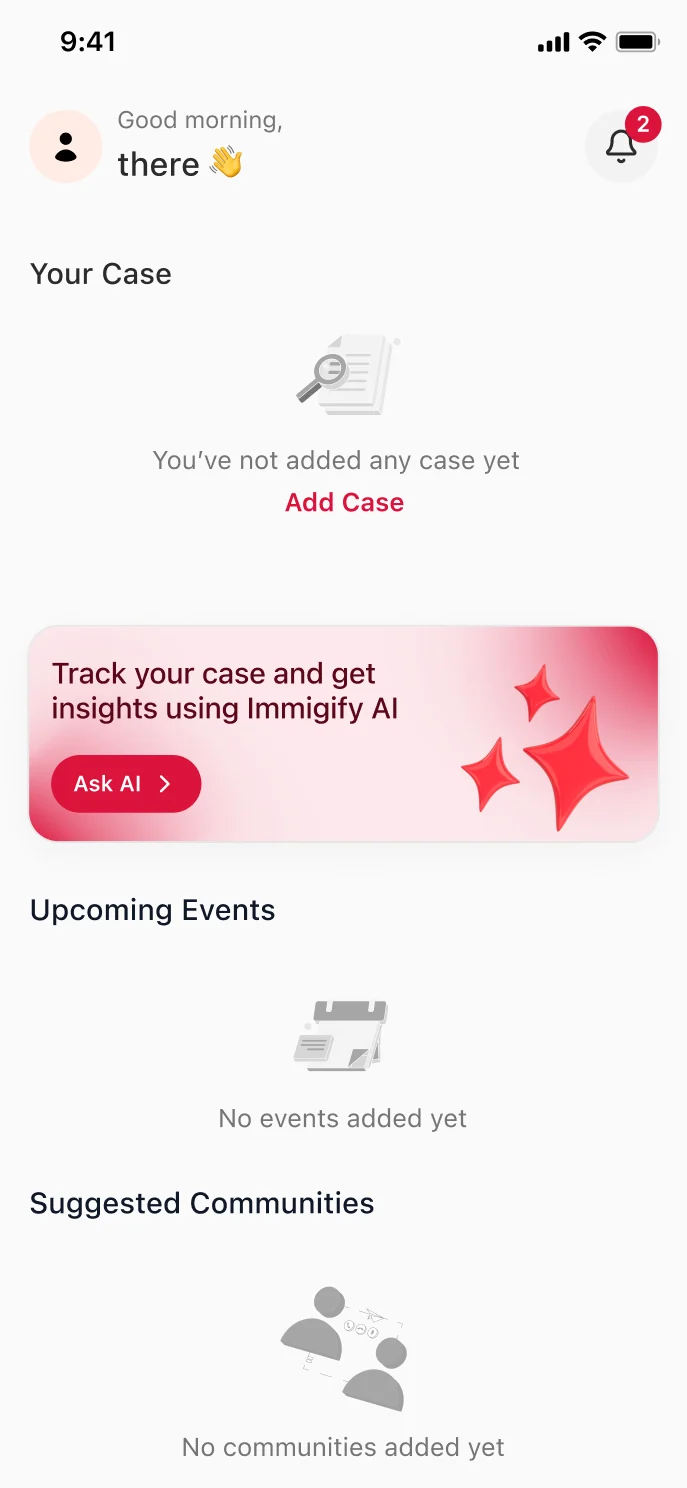 9:41
Good morning,
there 👋
2
Your Case
You’ve not added any case yet
Add Case
Track your case and get
insights using Immigify AI
Ask AI
Upcoming Events
No events added yet
Suggested Communities
No communities added yet